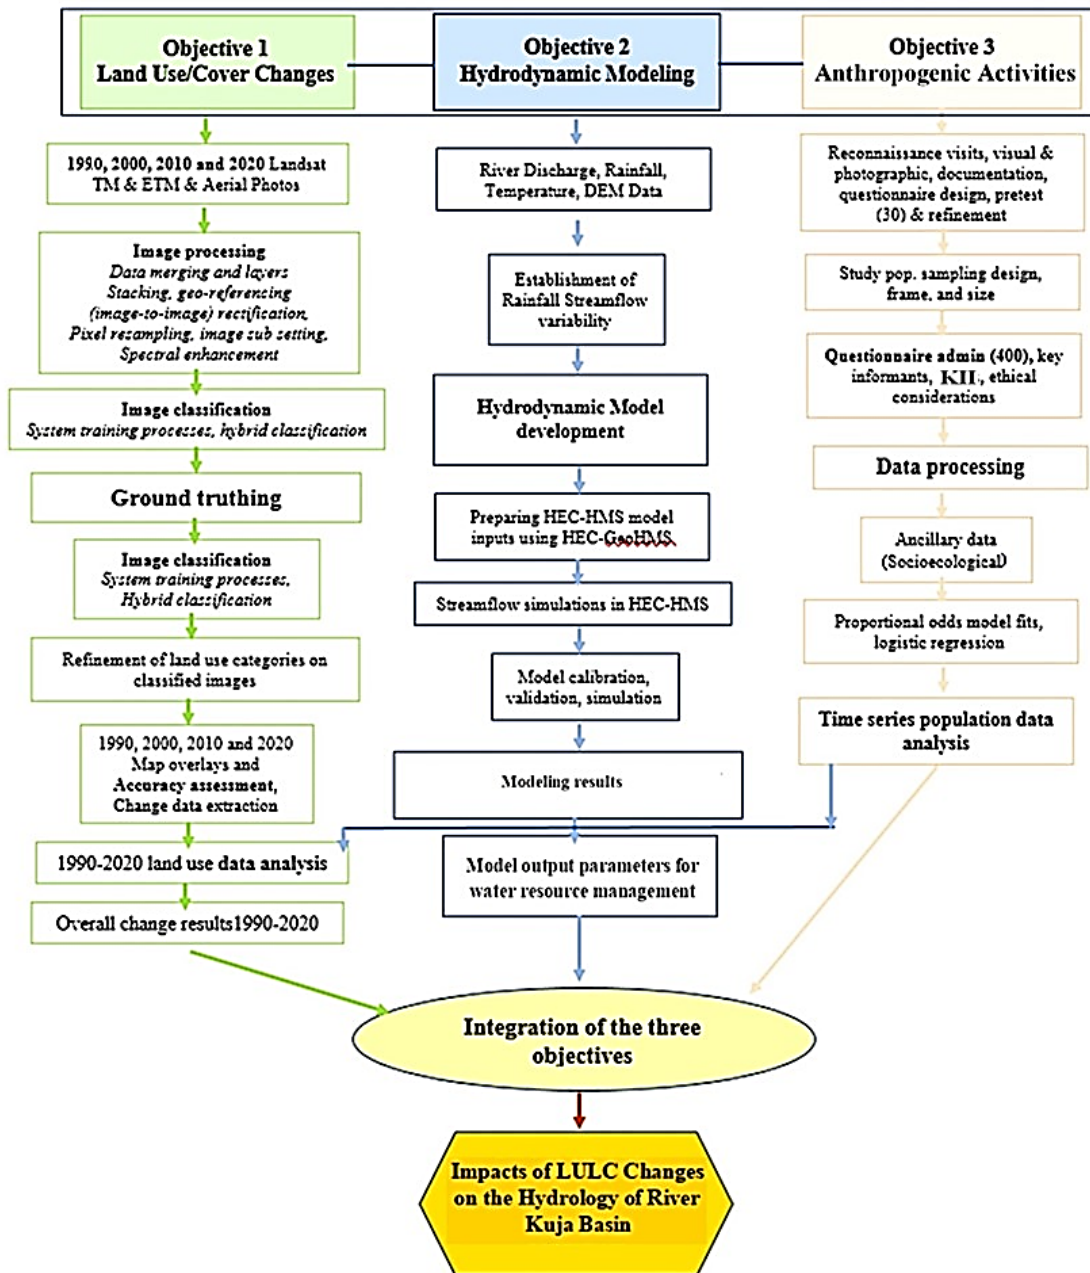 Objective 1
Land Use/Cover Changes
Objective 2
Hydrodynamic Modeling
Objective 3
Anthropogenic Activities
1990, 2000, 2010 and 2020 Landsat
TM & ETM & Aerial Photos
Image processing
Data merging and layers
Stacking, geo-referencing
(image-to-image) rectification,
Pixel resampling, image sub setting,
Spectral enhancement
Image classification
System training processes, hybrid classification
Ground truthing
Image classification
System training processes,
Hybrid classification
Refinement of land use categories on
classified images
1990, 2000, 2010 and 2020
Map overlays and
Accuracy assessment,
Change data extraction
1990-2020 land use data analysis
Overall change results1990-2020
River Discharge, Rainfall,
Temperature, DEM Data
Establishment of
Rainfall Streamflow
variability
Hydrodynamic Model
development
Preparing HEC-HMS model
inputs using HEC-GeoHMS
Streamflow simulations in HEC-HMS
Model calibration,
validation, simulation
Modeling results
Model output parameters for
water resource management
Reconnaissance visits, visual &
photographic, documentation,
questionnaire design, pretest
(30) & refinement
Study pop. sampling design,
frame, and size
Questionnaire admin (400), key
informants, KII, ethical
considerations
Data processing
Ancillary data
(Socioecological)
Proportional odds model fits,
logistic regression
Time series population data
analysis
Integration of the three
objectives
Impacts of LULC Changes
on the Hydrology of River
Kuja Basin